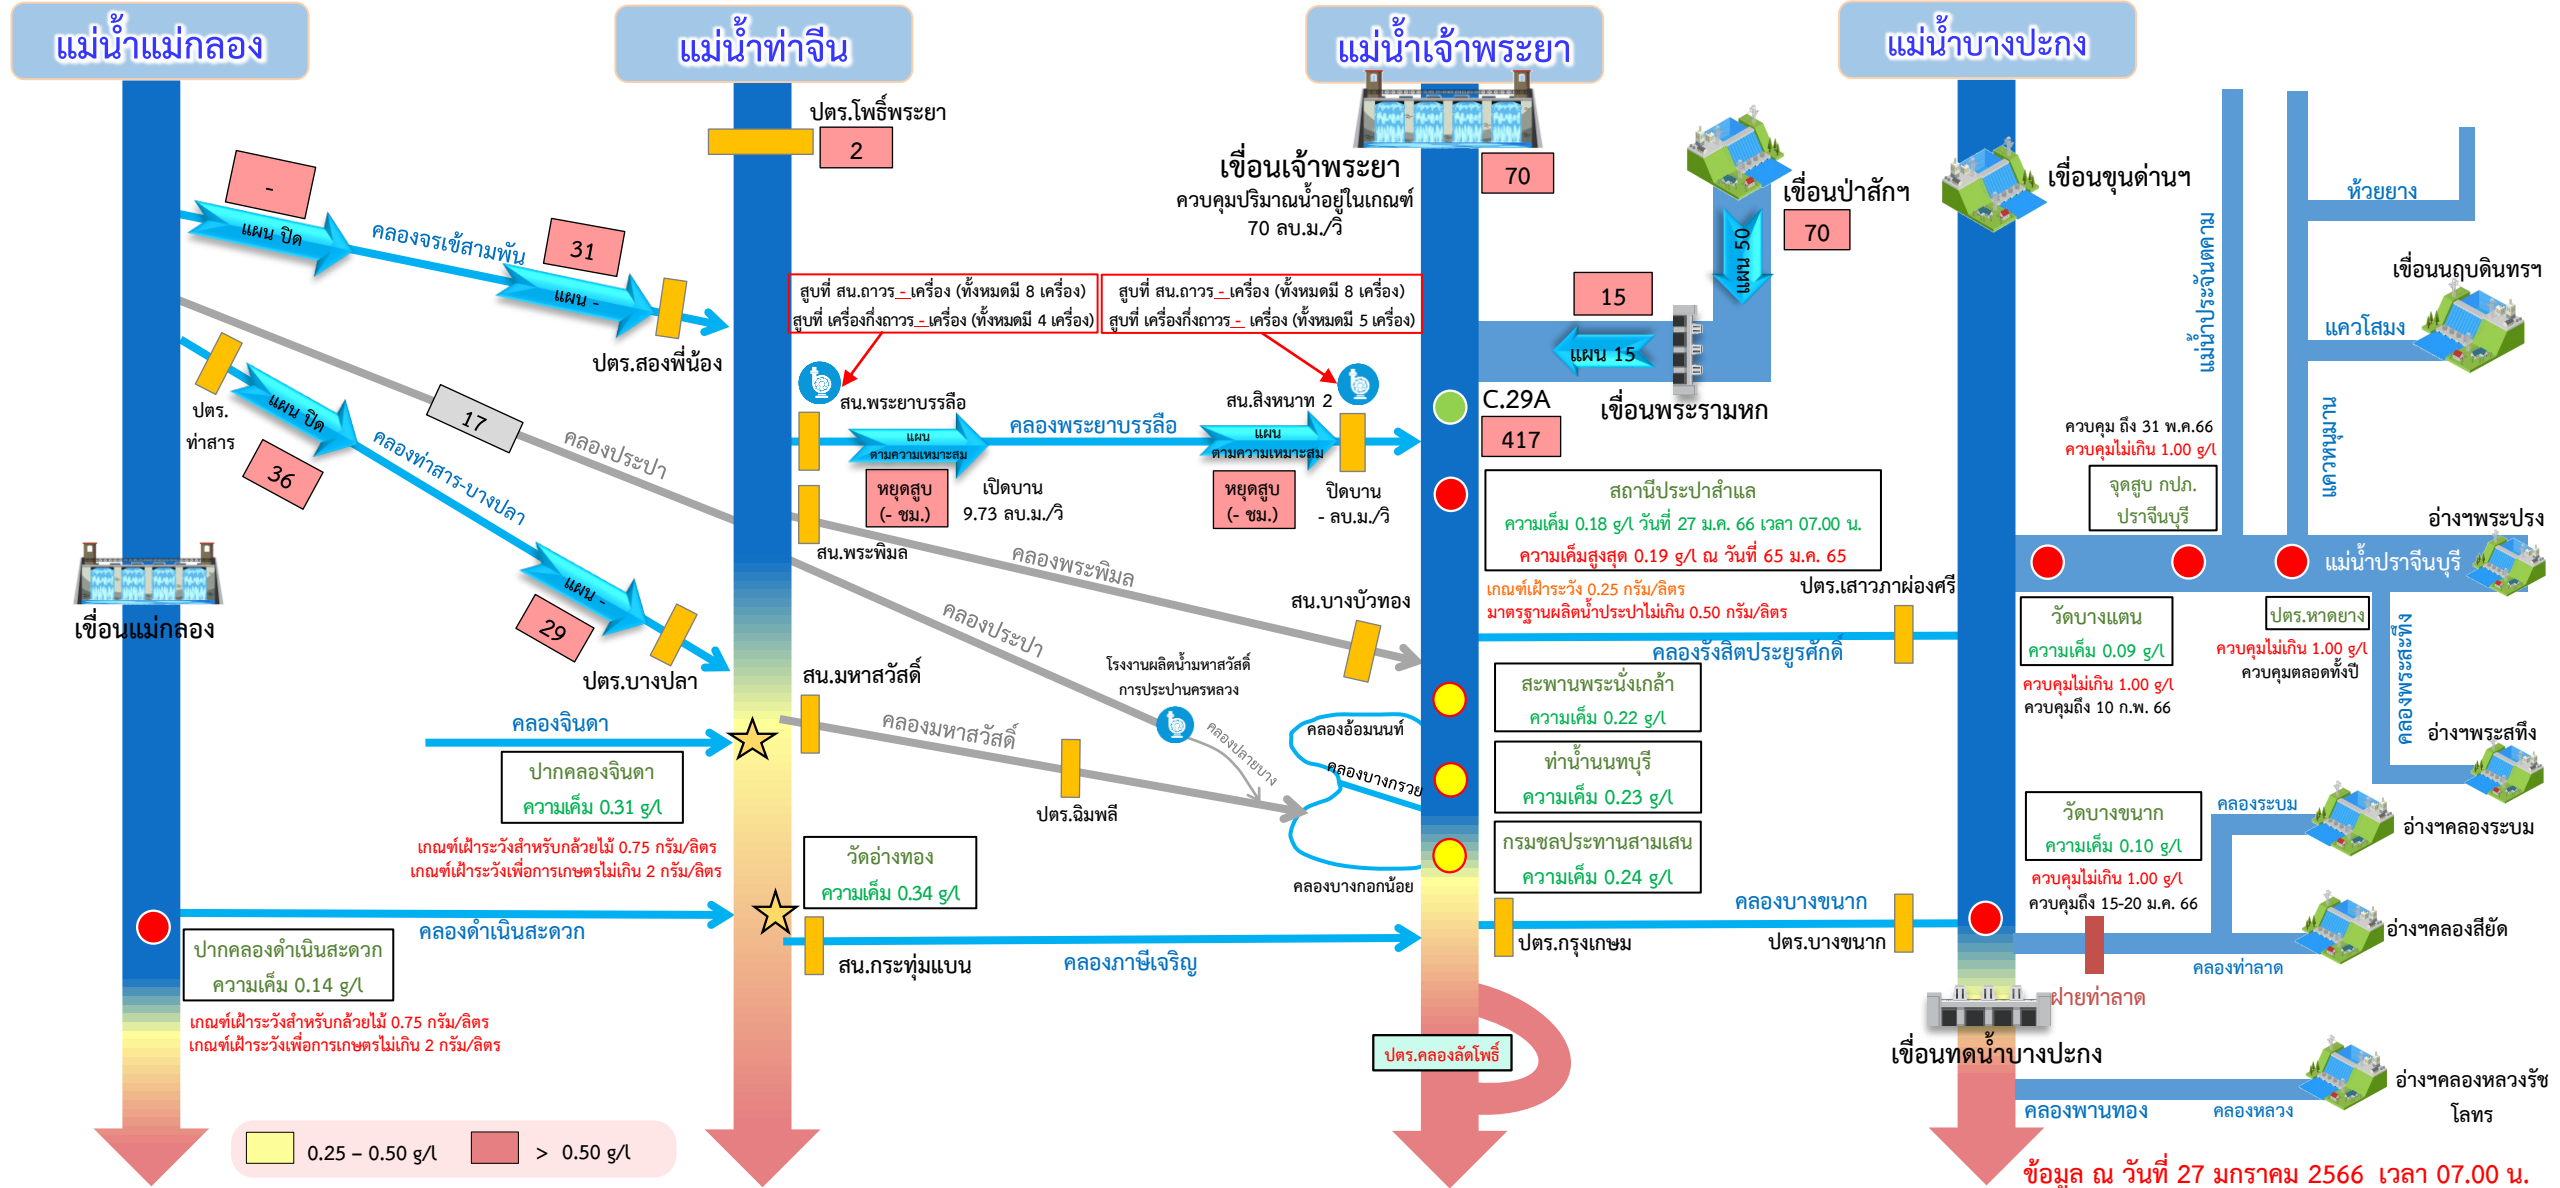 แม่น้ำแม่กลอง
แม่น้ำท่าจีน
แม่น้ำเจ้าพระยา
แม่น้ำบางปะกง
ปตร.โพธิ์พระยา
2
เขื่อนเจ้าพระยา
ควบคุมปริมาณน้ำอยู่ในเกณฑ์
70 ลบ.ม./วิ
70
เขื่อนป่าสักฯ
70
แผน 50
15
แผน 15
เขื่อนพระรามหก
เขื่อนขุนด่านฯ
ห้วยยาง
แม่น้ำประจันตคาม
เขื่อนนฤบดินทรฯ
แควโสมง
แควหนุมาน
-
แผน ปิด
คลองจรเข้สามพัน
31
แผน -
ปตร.สองพี่น้อง
สูบที่ สน.ถาวร - เครื่อง (ทั้งหมดมี 8 เครื่อง)
สูบที่ เครื่องกึ่งถาวร - เครื่อง (ทั้งหมดมี 4 เครื่อง)
สูบที่ สน.ถาวร - เครื่อง (ทั้งหมดมี 8 เครื่อง)
สูบที่ เครื่องกึ่งถาวร - เครื่อง (ทั้งหมดมี 5 เครื่อง)
ปตร.
ท่าสาร
แผน ปิด
36
17
คลองประปา
คลองท่าสาร-บางปลา
แผน -
29
ปตร.บางปลา
สน.พระยาบรรลือ
แผน
ตามความเหมาะสม
คลองพระยาบรรลือ
สน.สิงหนาท 2
แผน
ตามความเหมาะสม
หยุดสูบ
(- ชม.)
เปิดบาน
9.73 ลบ.ม./วิ
หยุดสูบ
(- ชม.)
ปิดบาน
- ลบ.ม./วิ
C.29A
417
สถานีประปาสำแล
ความเค็ม 0.18 g/l วันที่ 27 ม.ค. 66 เวลา 07.00 น.
ความเค็มสูงสุด 0.19 g/l ณ วันที่ 65 ม.ค. 65
เกณฑ์เฝ้าระวัง 0.25 กรัม/ลิตร
มาตรฐานผลิตน้ำประปาไม่เกิน 0.50 กรัม/ลิตร
ปตร.เสาวภาผ่องศรี
คลองรังสิตประยูรศักดิ์
ควบคุม ถึง 31 พ.ค.66
ควบคุมไม่เกิน 1.00 g/l
จุดสูบ กปภ.
ปราจีนบุรี
อ่างฯพระปรง
แม่น้ำปราจีนบุรี
วัดบางแตน
ความเค็ม 0.09 g/l
ควบคุมไม่เกิน 1.00 g/l
ควบคุมถึง 10 ก.พ. 66
ปตร.หาดยาง
ควบคุมไม่เกิน 1.00 g/l
ควบคุมตลอดทั้งปี
คลองพระสะทึง
อ่างฯพระสทึง
สน.พระพิมล
คลองพระพิมล
สน.บางบัวทอง
คลองประปา
โรงงานผลิตน้ำมหาสวัสดิ์
การประปานครหลวง
คลองปลายบาง
สน.มหาสวัสดิ์
คลองมหาสวัสดิ์
ปตร.ฉิมพลี
คลองอ้อมนนท์
คลองบางกรวย
คลองบางกอกน้อย
สะพานพระนั่งเกล้า
ความเค็ม 0.22 g/l
ท่าน้ำนนทบุรี
ความเค็ม 0.23 g/l
กรมชลประทานสามเสน
ความเค็ม 0.24 g/l
เขื่อนแม่กลอง
คลองจินดา
ปากคลองจินดา
ความเค็ม 0.31 g/l
เกณฑ์เฝ้าระวังสำหรับกล้วยไม้ 0.75 กรัม/ลิตร
เกณฑ์เฝ้าระวังเพื่อการเกษตรไม่เกิน 2 กรัม/ลิตร
วัดอ่างทอง
ความเค็ม 0.34 g/l
คลองดำเนินสะดวก
ปากคลองดำเนินสะดวก
ความเค็ม 0.14 g/l
เกณฑ์เฝ้าระวังสำหรับกล้วยไม้ 0.75 กรัม/ลิตร
เกณฑ์เฝ้าระวังเพื่อการเกษตรไม่เกิน 2 กรัม/ลิตร
สน.กระทุ่มแบน
คลองภาษีเจริญ
ปตร.กรุงเกษม
คลองบางขนาก
ปตร.บางขนาก
วัดบางขนาก
ความเค็ม 0.10 g/l
ควบคุมไม่เกิน 1.00 g/l
ควบคุมถึง 15-20 ม.ค. 66
คลองระบม
อ่างฯคลองระบม
อ่างฯคลองสียัด
คลองท่าลาด
ฝายท่าลาด
เขื่อนทดน้ำบางปะกง
ปตร.คลองลัดโพธิ์
คลองพานทอง
คลองหลวง
อ่างฯคลองหลวงรัช
โลทร
0.25 – 0.50 g/l
> 0.50 g/l
ข้อมูล ณ วันที่ 27 มกราคม 2566 เวลา 07.00 น.